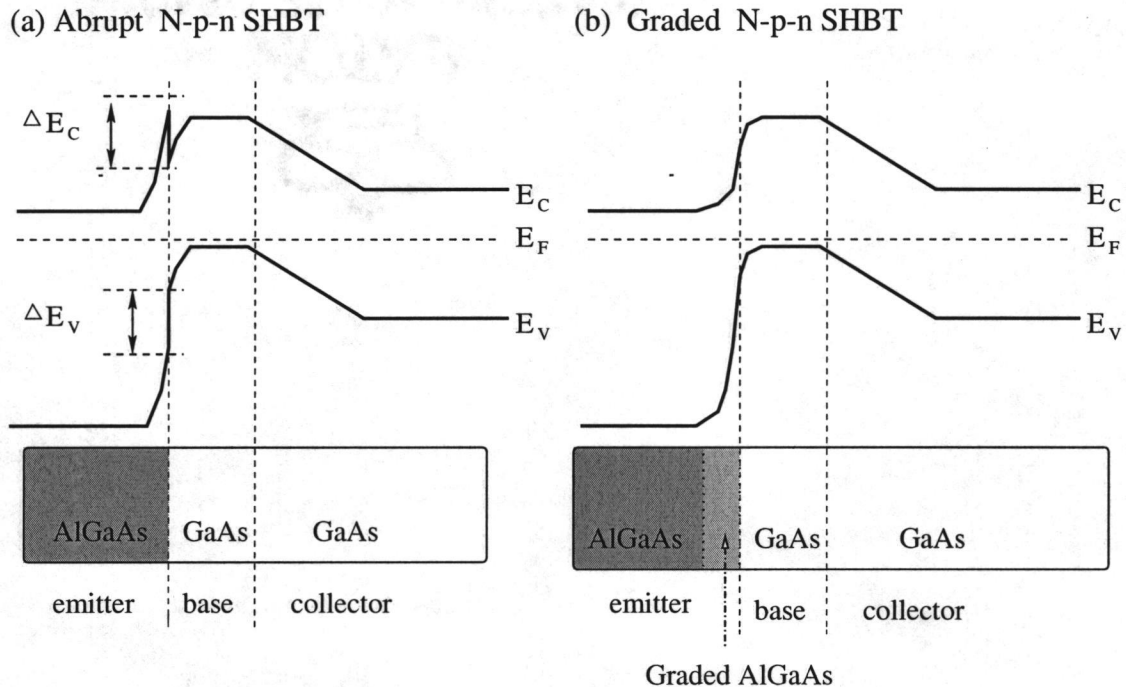 (a) Abrupt N-p-n SHBT
△E_C
E_C
E_F
△E_V
E_V
AlGaAs GaAs GaAs
emitter base collector
(b) Graded N-p-n SHBT
E_C
E_F
E_V
AlGaAs GaAs GaAs
emitter base collector
Graded AlGaAs